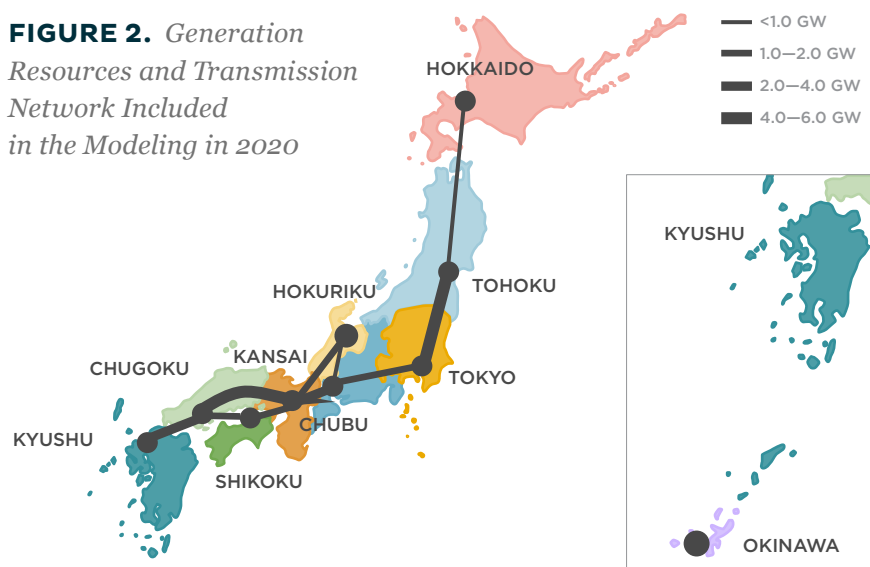 FIGURE 2. Generation
Resources and Transmission
Network Included
in the Modeling in 2020
<1.0 GW
1.0—2.0 GW
2.0—4.0 GW
4.0—6.0 GW
HOKKAIDO
KYUSHU
TOHOKU
HOKURIKU
KANSAI
CHUGOKU
TOKYO
CHUBU
KYUSHU
SHIKOKU
OKINAWA